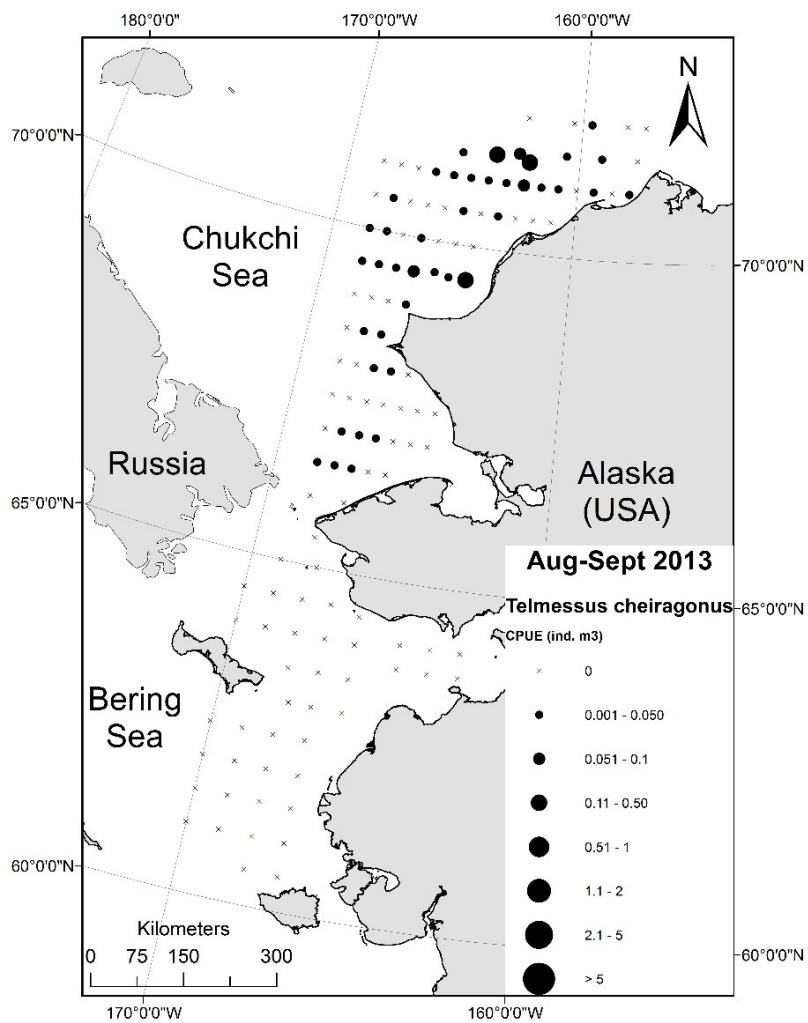 180°0'0"
170°0'0"W
160°0'0"W
N
70°0'0"N
Chukchi
Sea
70°0'0"N
Russia
Alaska
(USA)
65°0'0"N
Aug-Sept 2013
Telmessus cheiragonus
65°0'0"N
CPUE (ind. m3)
0
Bering
Sea
0.001 - 0.050
0.051 - 0.1
0.11 - 0.50
0.51 - 1
60°0'0"N
1.1 - 2
Kilometers
2.1 - 5
0 75 150 300
60°0'0"N
> 5
170°0'0"W
160°0'0"W